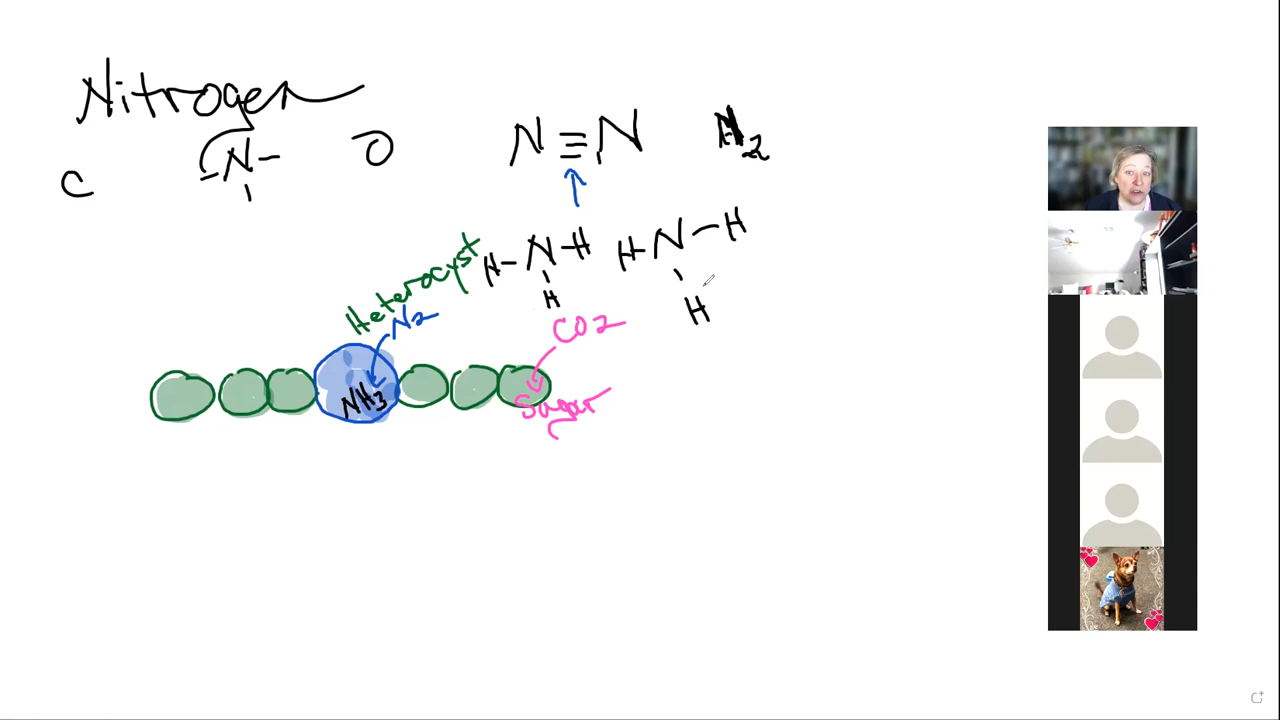 Nitrogen
C N O
N≡N N2
H-N-H H N-H
H H
Heterocyst
N2
CO2
NH3
Sugar